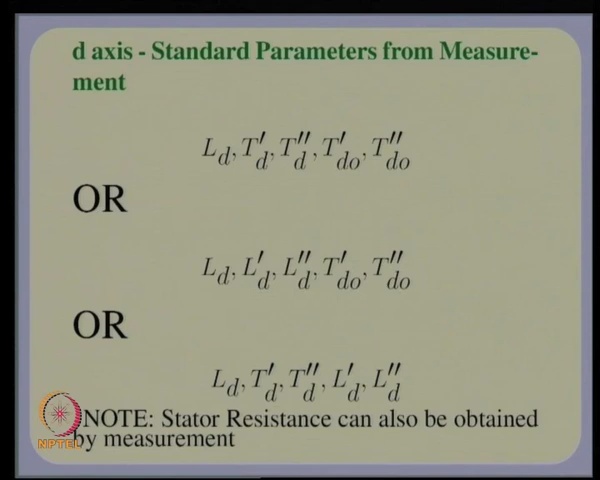 d axis - Standard Parameters from Measure-
ment
L_d, T'_d, T''_d, T'_do, T''_do
OR
L_d, L'_d, L''_d, T'_do, T''_do
OR
L_d, T'_d, T''_d, L'_d, L''_d
NOTE: Stator Resistance can also be obtained
by measurement
NPTEL